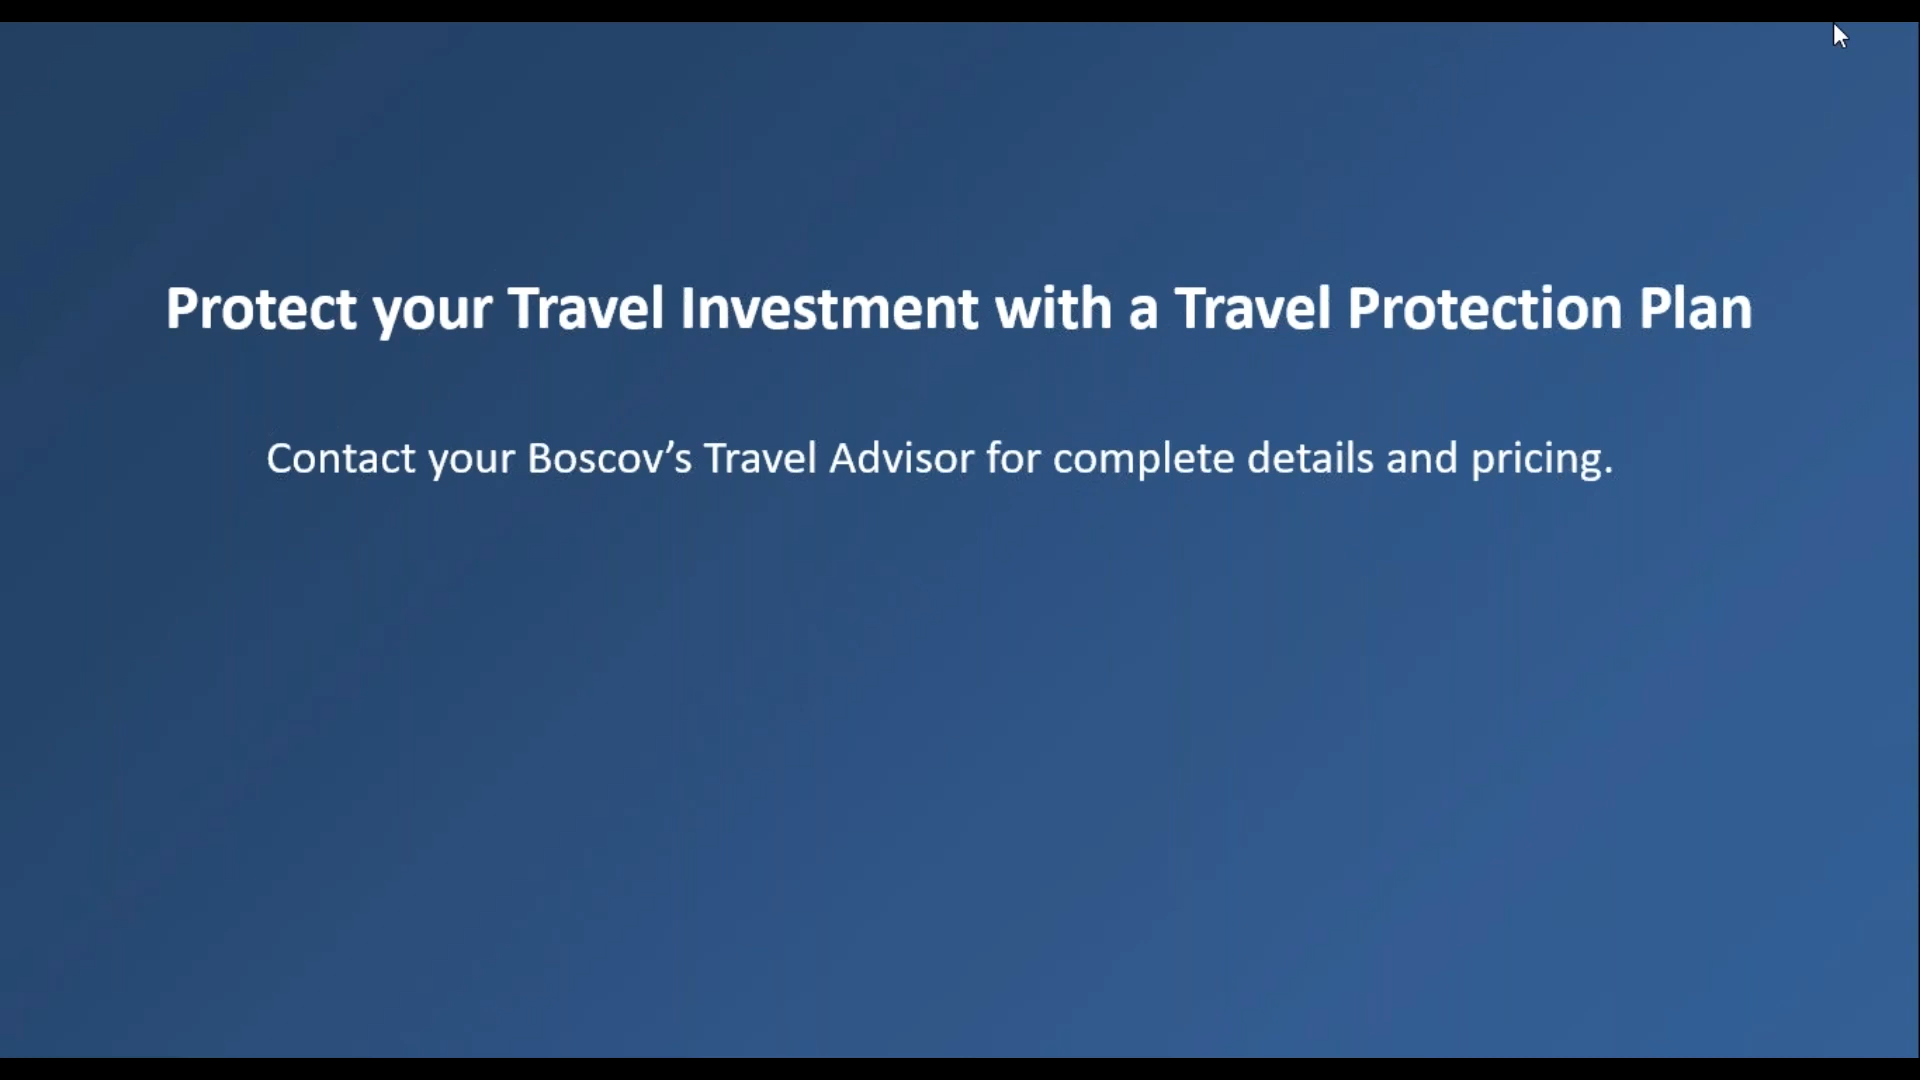 Protect your Travel Investment with a Travel Protection Plan
Contact your Boscov’s Travel Advisor for complete details and pricing.